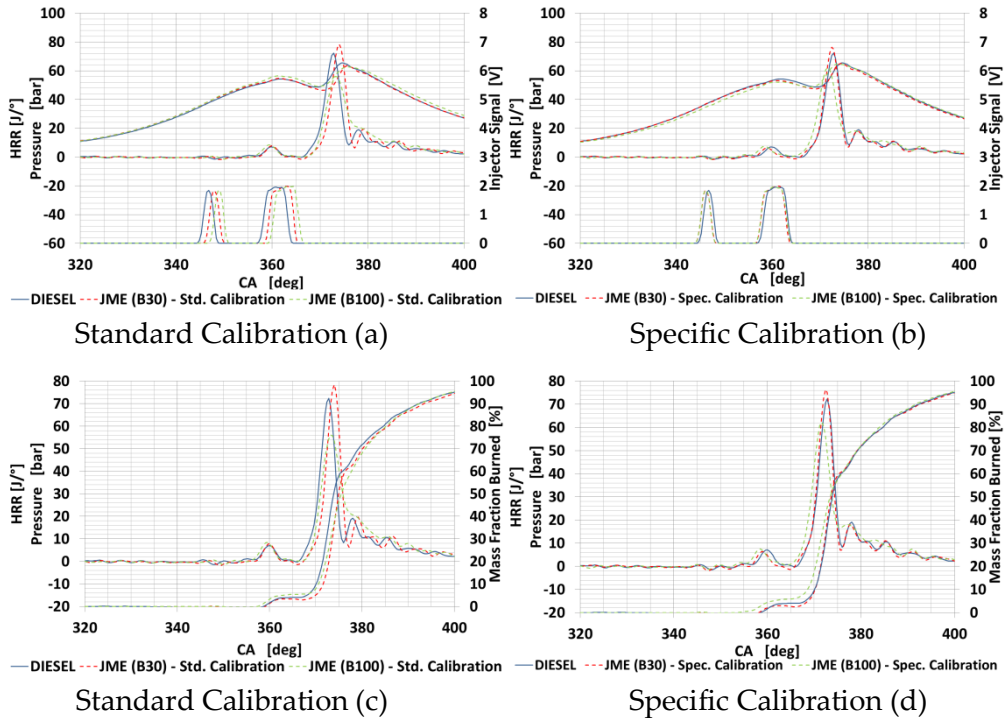 HRR [J/°]
Pressure [bar]
100
80
60
40
20
0
-20
-40
-60
8
7
6
5
4
3
2
1
0
Injector Signal [V]
320 340 360 380 400
CA [deg]
DIESEL JME (B30) - Std. Calibration JME (B100) - Std. Calibration
Standard Calibration (a)
HRR [J/°]
Pressure [bar]
100
80
60
40
20
0
-20
-40
-60
8
7
6
5
4
3
2
1
0
Injector Signal [V]
320 340 360 380 400
CA [deg]
DIESEL JME (B30) - Spec. Calibration JME (B100) - Spec. Calibration
Specific Calibration (b)
HRR [J/°]
Pressure [bar]
80
70
60
50
40
30
20
10
0
-10
-20
100
90
80
70
60
50
40
30
20
10
0
Mass Fraction Burned [%]
320 340 360 380 400
CA [deg]
DIESEL JME (B30) - Std. Calibration JME (B100) - Std. Calibration
Standard Calibration (c)
HRR [J/°]
Pressure [bar]
80
70
60
50
40
30
20
10
0
-10
-20
100
90
80
70
60
50
40
30
20
10
0
Mass Fraction Burned [%]
320 340 360 380 400
CA [deg]
DIESEL JME (B30) - Spec. Calibration JME (B100) - Spec. Calibration
Specific Calibration (d)